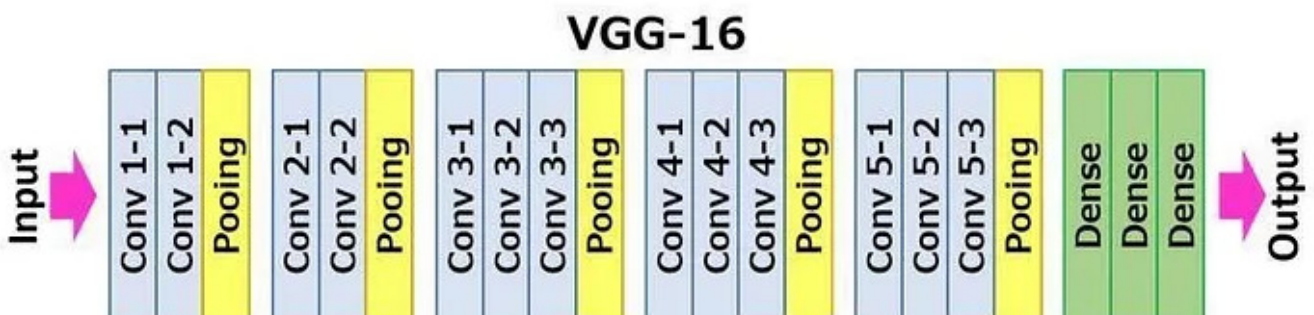 VGG-16
Input
Conv 1-1
Conv 1-2
Pooing
Conv 2-1
Conv 2-2
Pooing
Conv 3-1
Conv 3-2
Conv 3-3
Pooing
Conv 4-1
Conv 4-2
Conv 4-3
Pooing
Conv 5-1
Conv 5-2
Conv 5-3
Pooing
Dense
Dense
Dense
Output